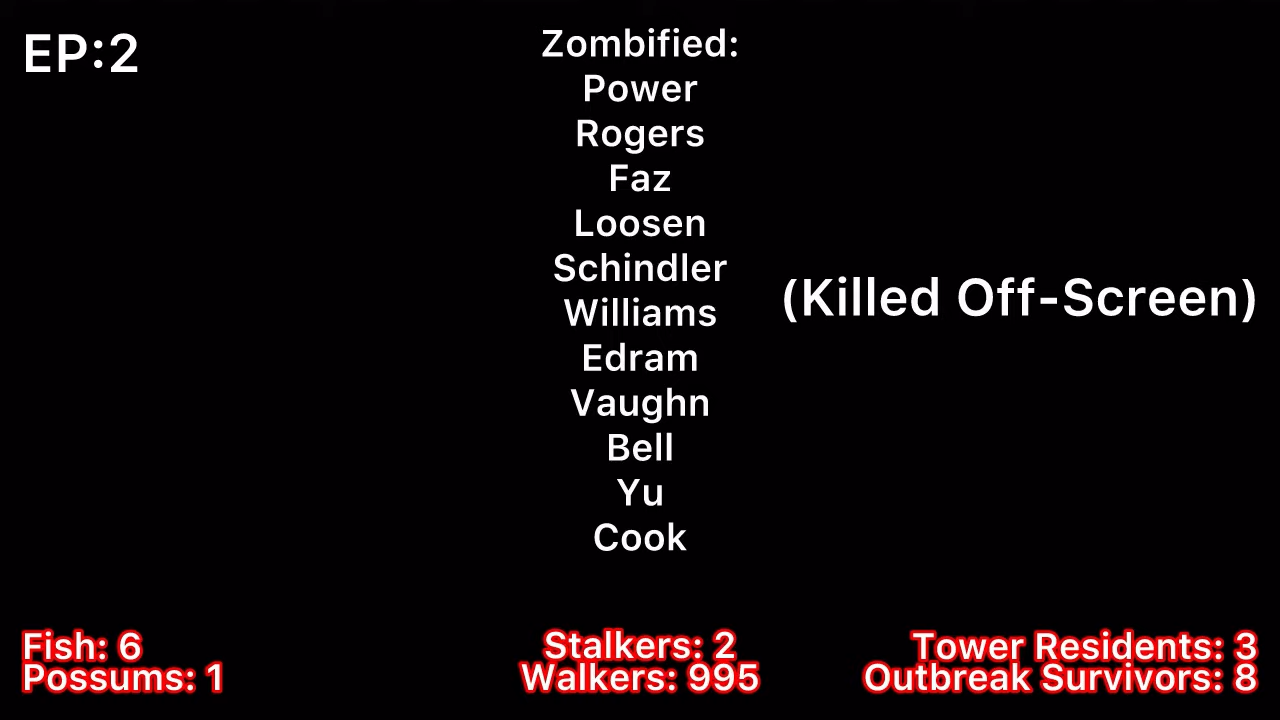 EP:2
Zombified:
Power
Rogers
Faz
Loosen
Schindler
(Killed Off-Screen)
Williams
Edram
Vaughn
Bell
Yu
Cook
Fish: 6
Possums: 1
Stalkers: 2
Walkers: 995
Tower Residents: 3
Outbreak Survivors: 8